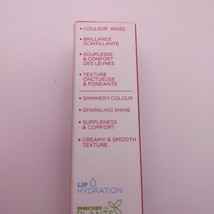 • COULEUR IRISÉE
• BRILLANCE
SCINTILLANTE
• SOUPLESSE
& CONFORT
DES LÈVRES
• TEXTURE
ONCTUEUSE
& FONDANTE
• SHIMMERY COLOUR
• SPARKLING SHINE
• SUPPLENESS
& COMFORT
• CREAMY & SMOOTH
TEXTURE
LIP
HYDRATION
ENRICHED IN